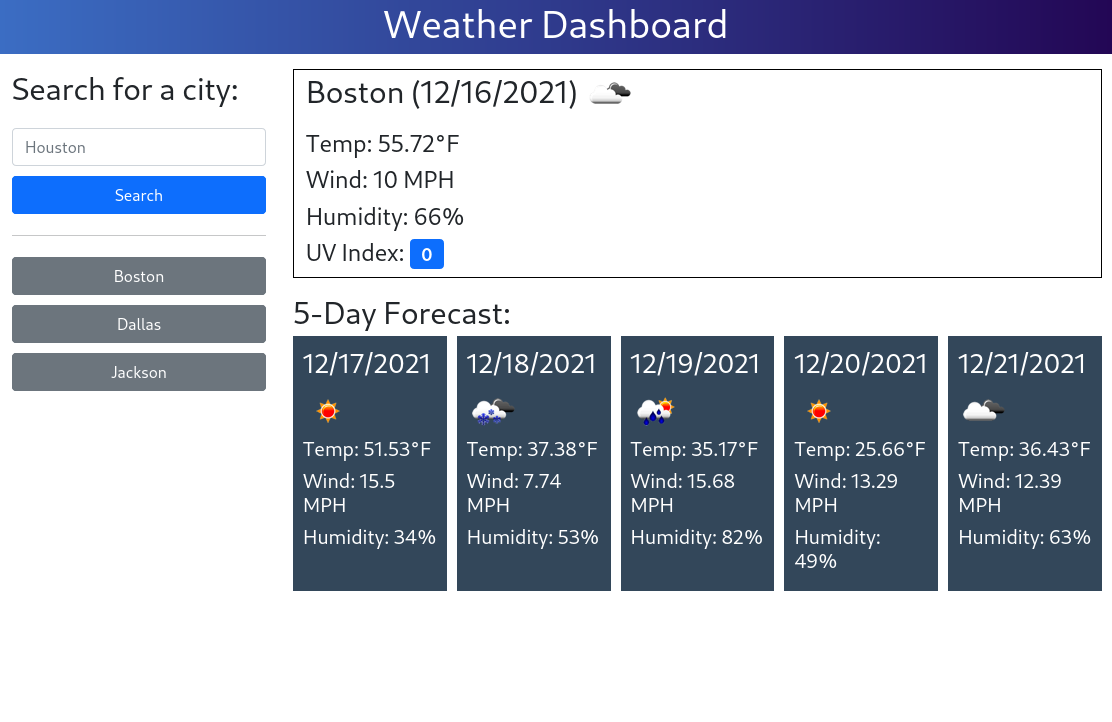 Weather Dashboard
Search for a city:
Houston
Search
Boston
Dallas
Jackson
Boston (12/16/2021)
Temp: 55.72°F
Wind: 10 MPH
Humidity: 66%
UV Index: 0
5-Day Forecast:
12/17/2021
Temp: 51.53°F
Wind: 15.5
MPH
Humidity: 34%
12/18/2021
Temp: 37.38°F
Wind: 7.74
MPH
Humidity: 53%
12/19/2021
Temp: 35.17°F
Wind: 15.68
MPH
Humidity: 82%
12/20/2021
Temp: 25.66°F
Wind: 13.29
MPH
Humidity:
49%
12/21/2021
Temp: 36.43°F
Wind: 12.39
MPH
Humidity: 63%